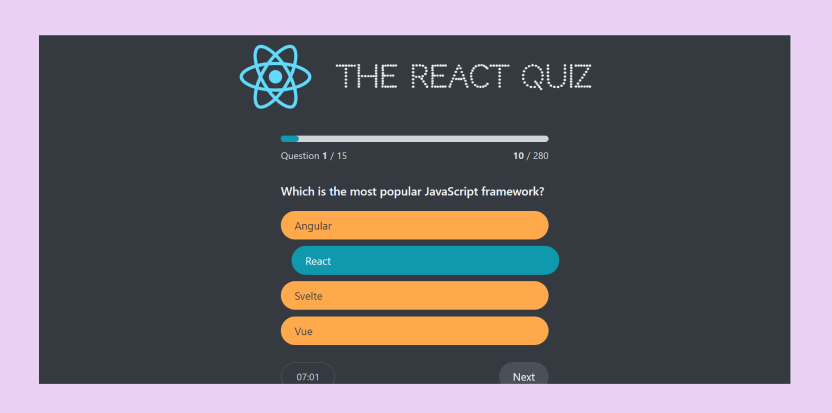 THE REACT QUIZ
Question 1 / 15
10 / 280
Which is the most popular JavaScript framework?
Angular
React
Svelte
Vue
07:01
Next